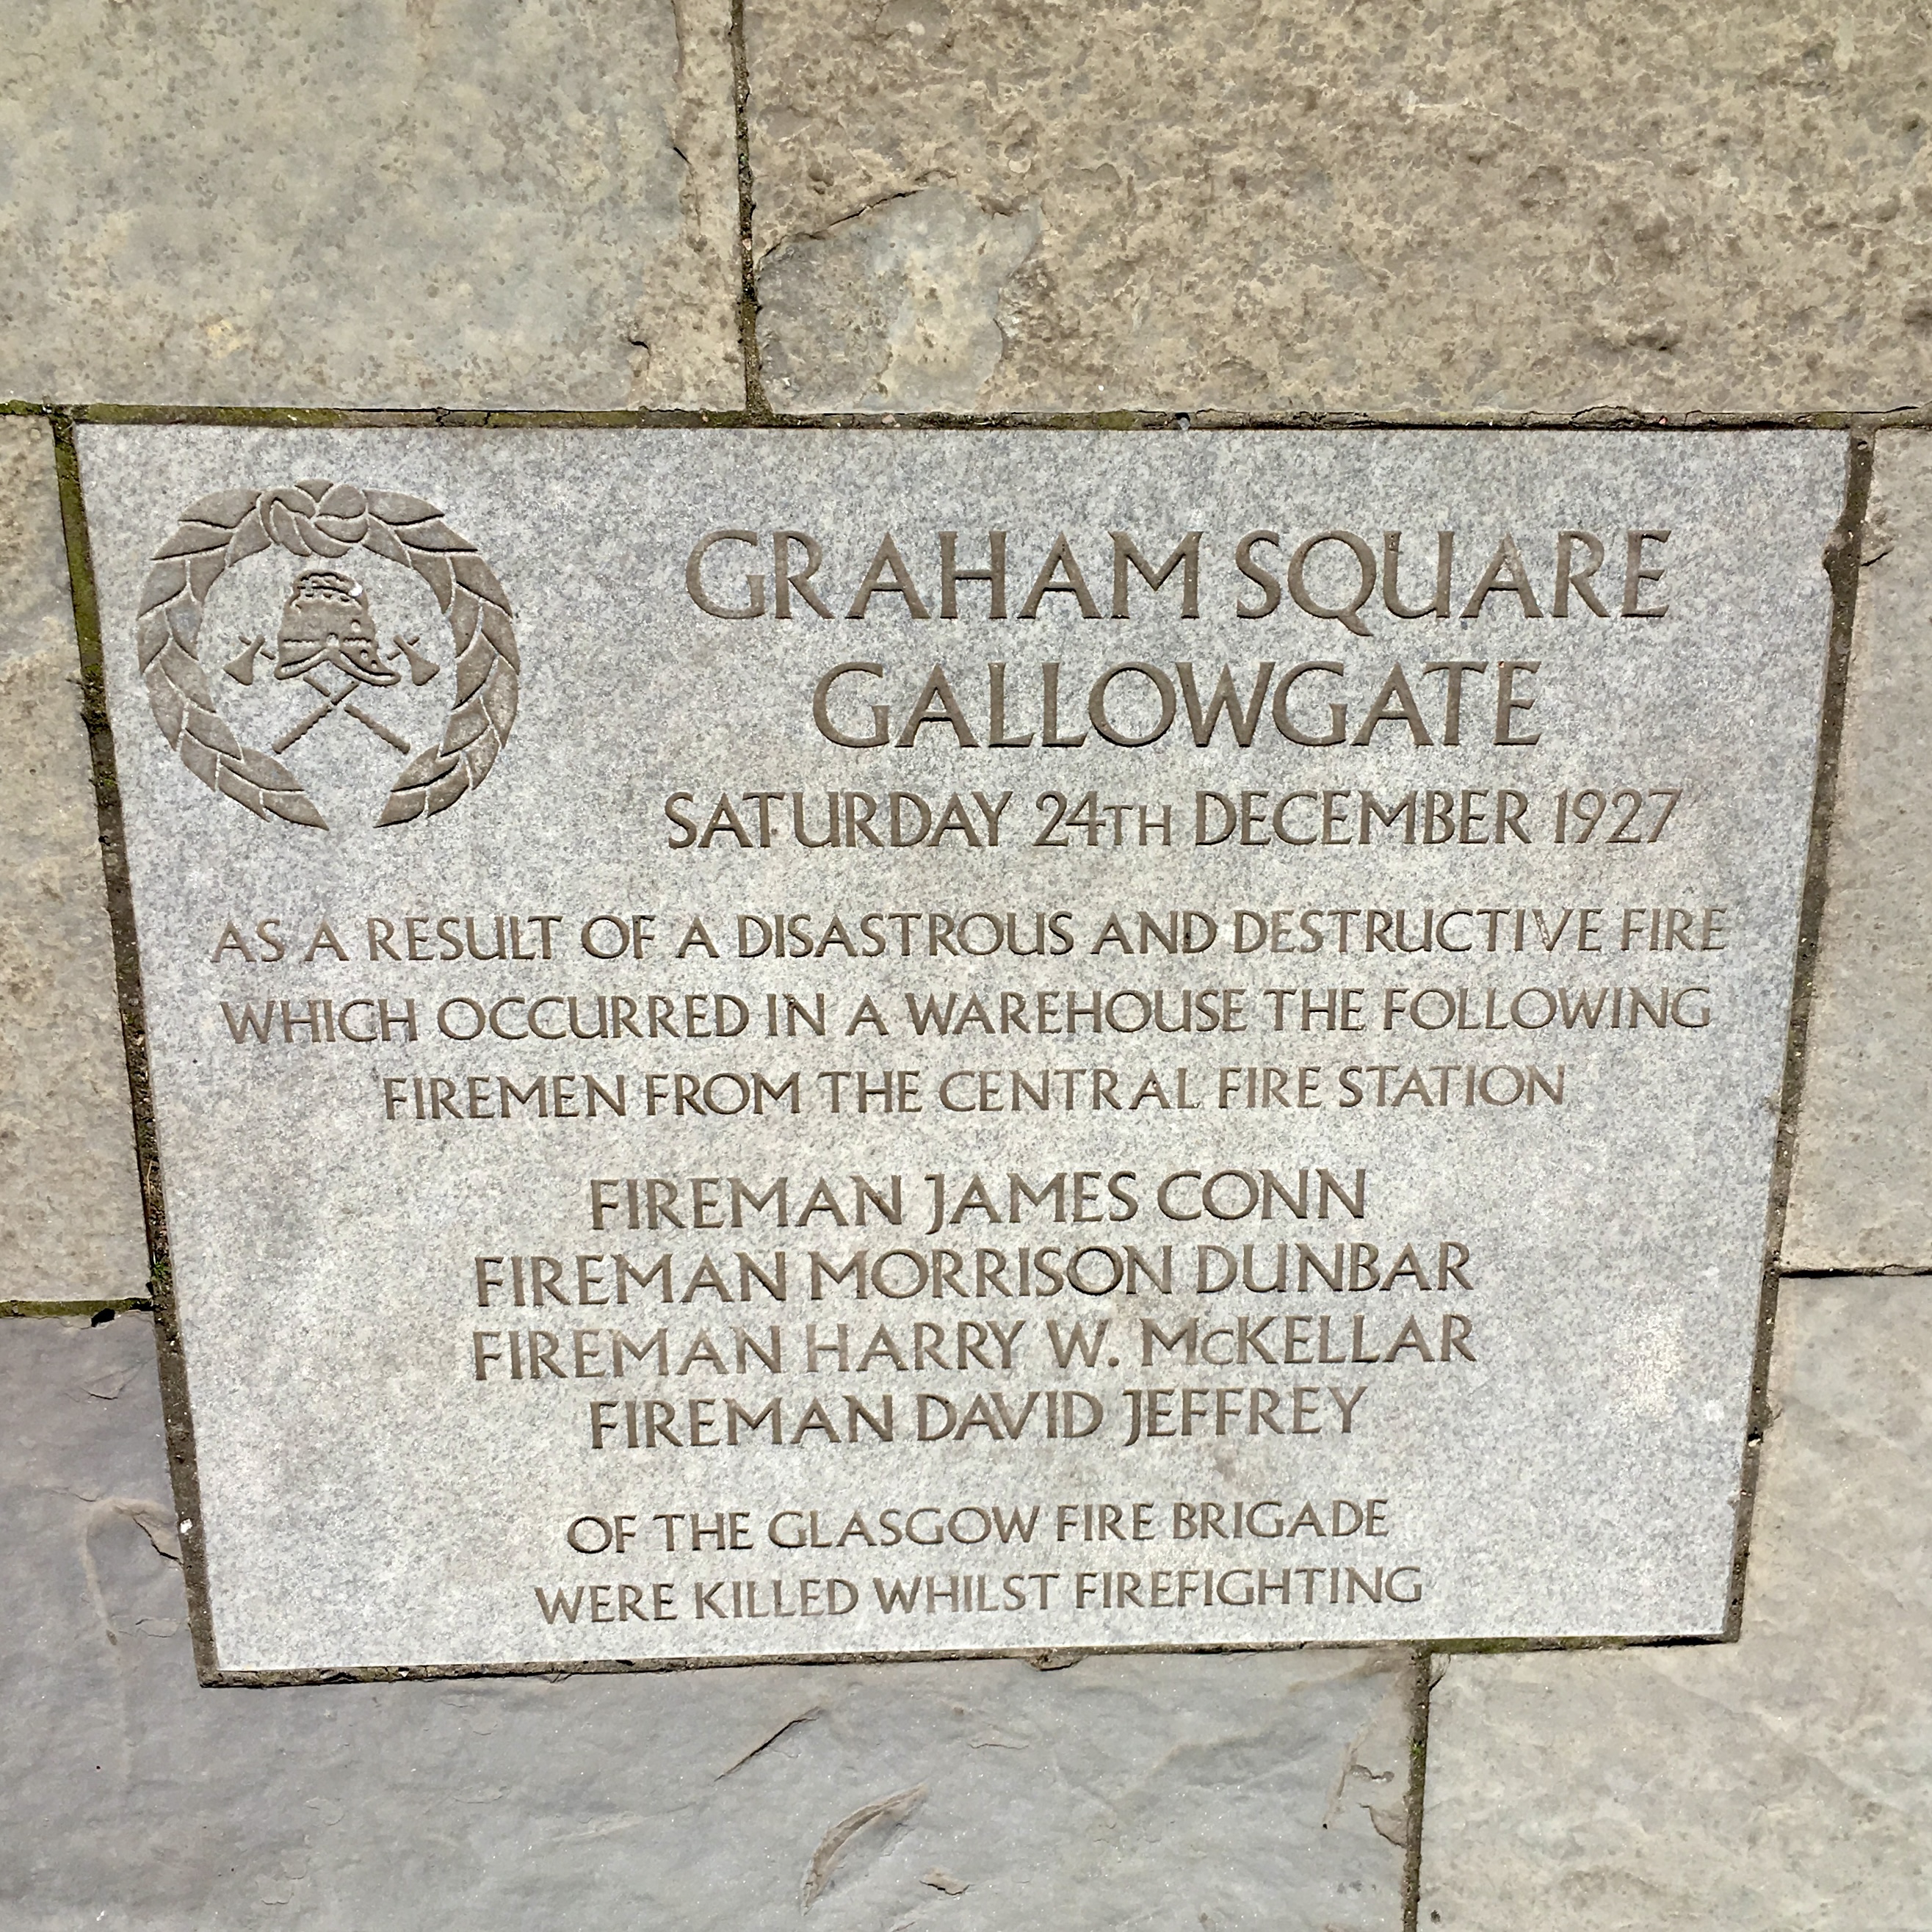 GRAHAM SQUARE
GALLOWGATE
SATURDAY 24TH DECEMBER 1927
AS A RESULT OF A DISASTROUS AND DESTRUCTIVE FIRE
WHICH OCCURRED IN A WAREHOUSE THE FOLLOWING
FIREMEN FROM THE CENTRAL FIRE STATION
FIREMAN JAMES CONN
FIREMAN MORRISON DUNBAR
FIREMAN HARRY W. McKELLAR
FIREMAN DAVID JEFFREY
OF THE GLASGOW FIRE BRIGADE
WERE KILLED WHILST FIREFIGHTING